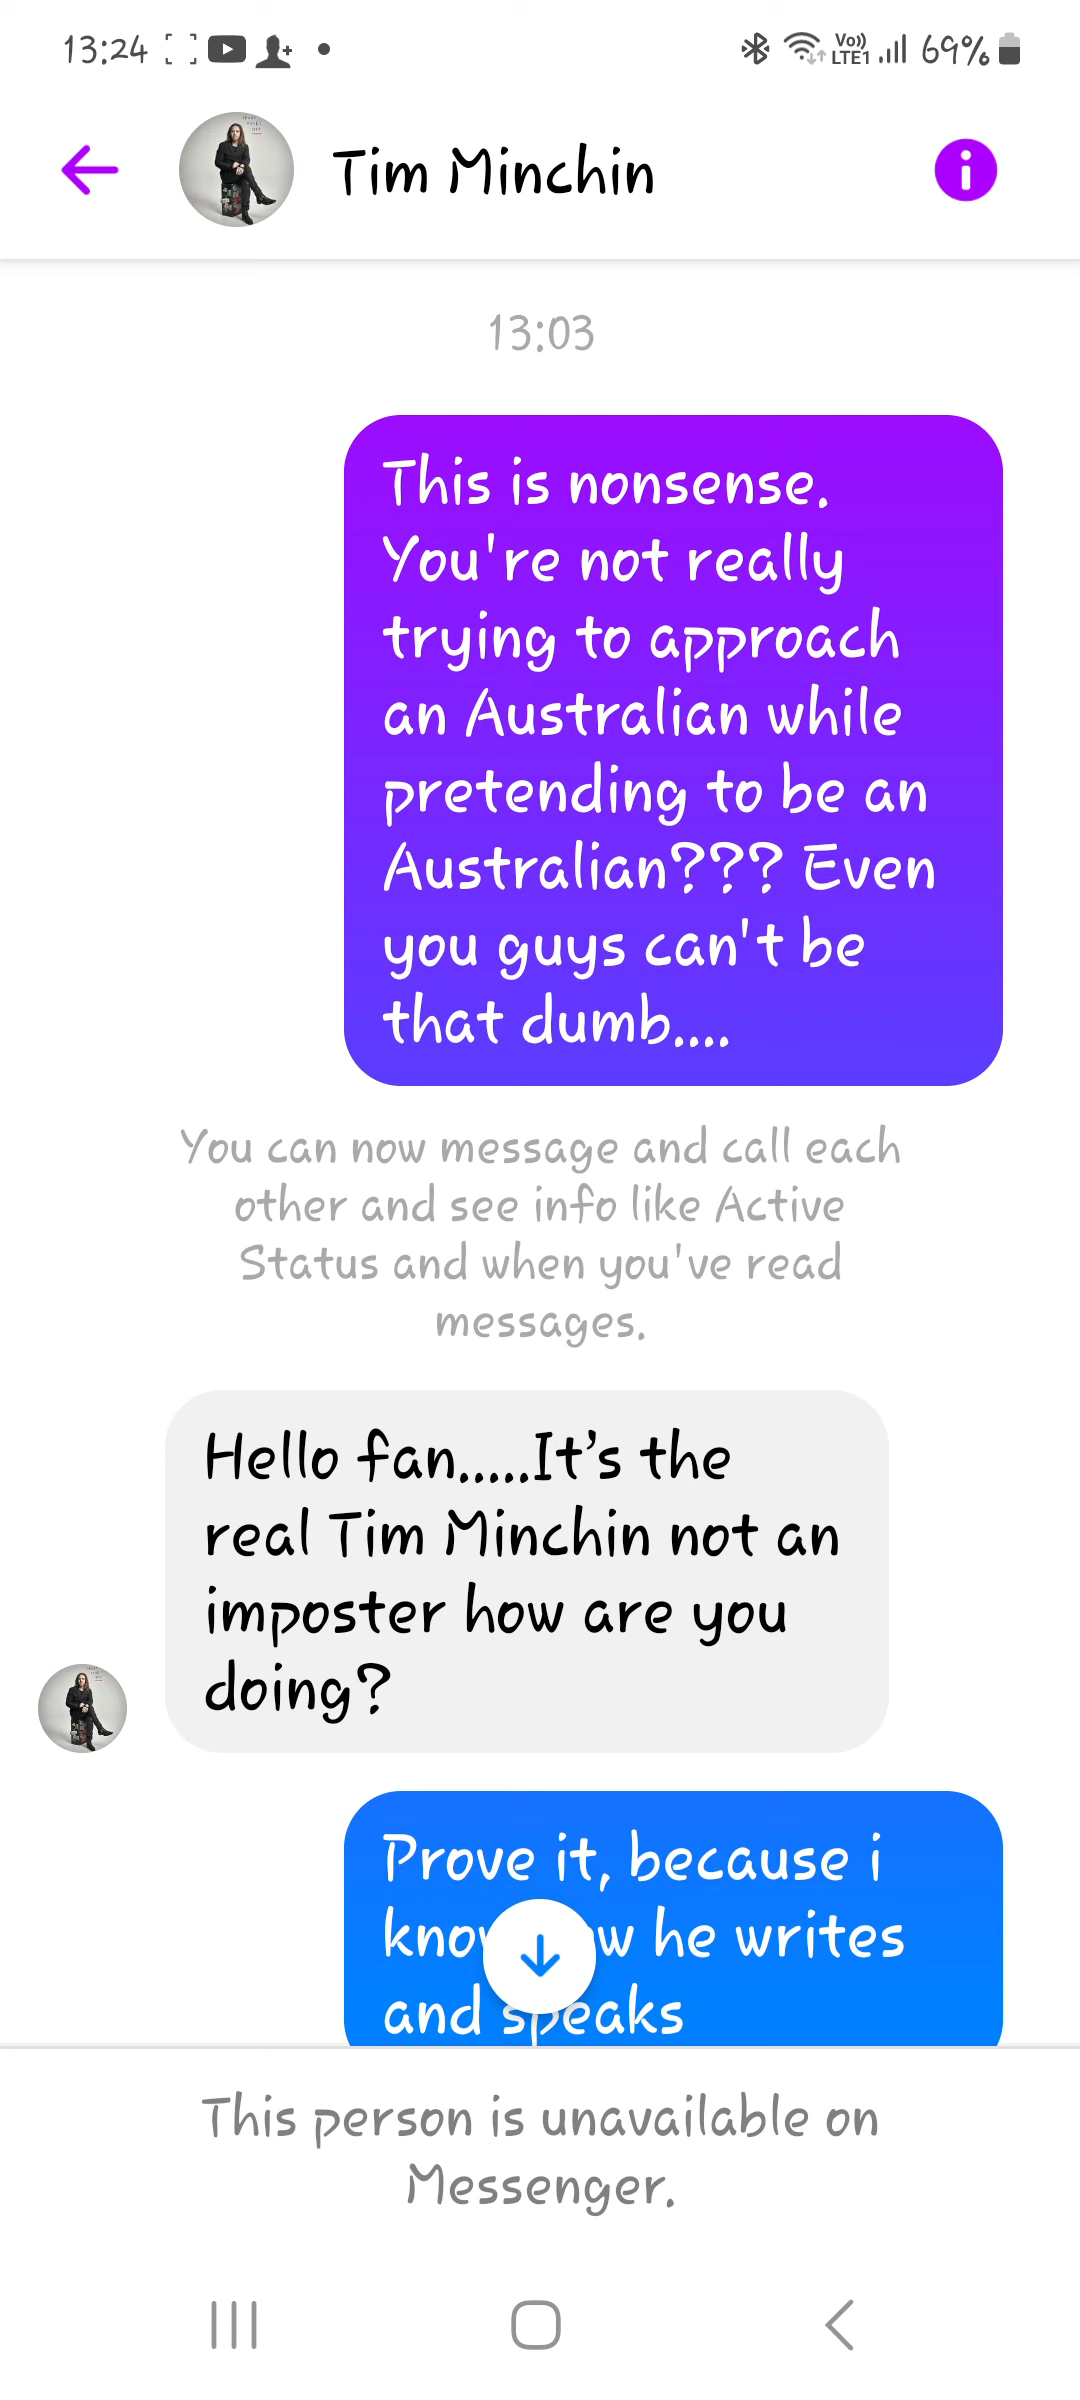 13:24
Vo))
LTE1
69%
Tim Minchin
13:03
This is nonsense.
You're not really
trying to approach
an Australian while
pretending to be an
Australian??? Even
you guys can't be
that dumb....
You can now message and call each
other and see info like Active
Status and when you've read
messages.
Hello fan.....It’s the
real Tim Minchin not an
imposter how are you
doing?
Prove it, because i
he writes
and speaks
This person is unavailable on
Messenger.